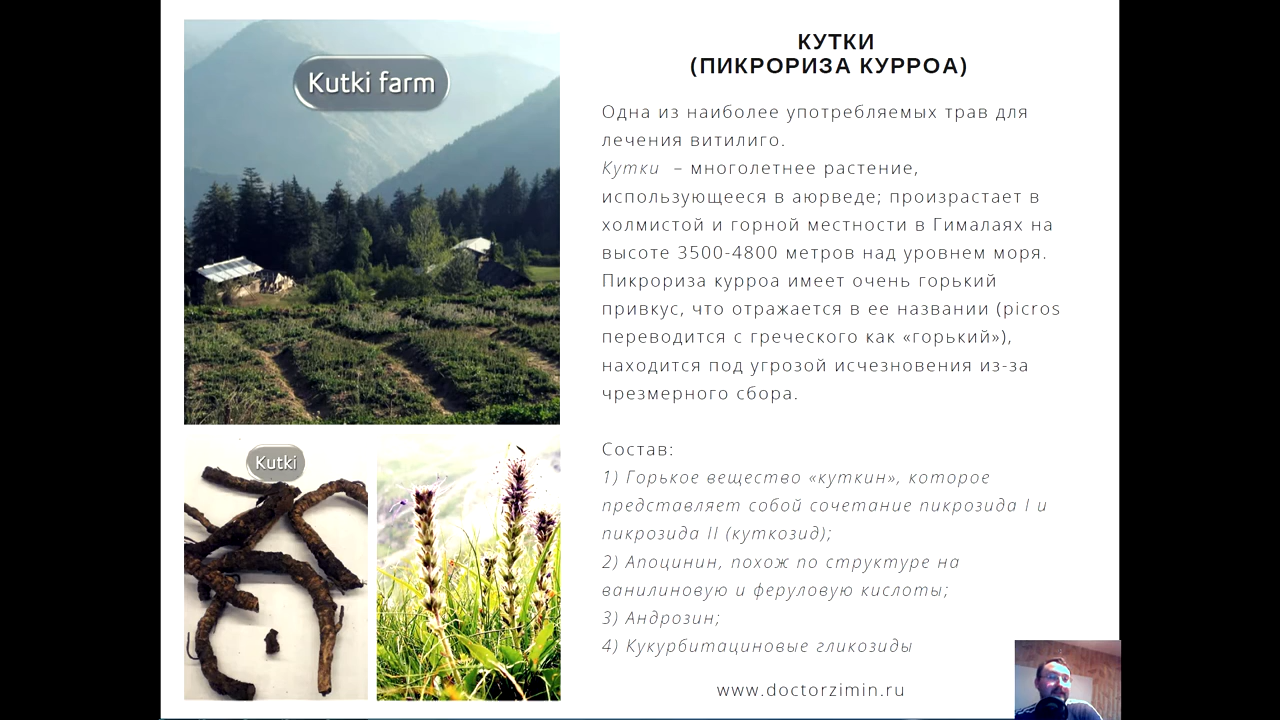 Kutki farm
Kutki
КУТКИ
(ПИКРОРИЗА КУРРОА)
Одна из наиболее употребляемых трав для
лечения витилиго.
Кутки – многолетнее растение,
использующееся в аюрведе; произрастает в
холмистой и горной местности в Гималаях на
высоте 3500-4800 метров над уровнем моря.
Пикрориза курроа имеет очень горький
привкус, что отражается в ее названии (picros
переводится с греческого как «горький»),
находится под угрозой исчезновения из-за
чрезмерного сбора.
Состав:
1) Горькое вещество «куткин», которое
представляет собой сочетание пикрозида I и
пикрозида II (куткозид);
2) Апоцинин, похож по структуре на
ванилиновую и феруловую кислоты;
3) Андрозин;
4) Кукурбитациновые гликозиды
www.doctorzimin.ru